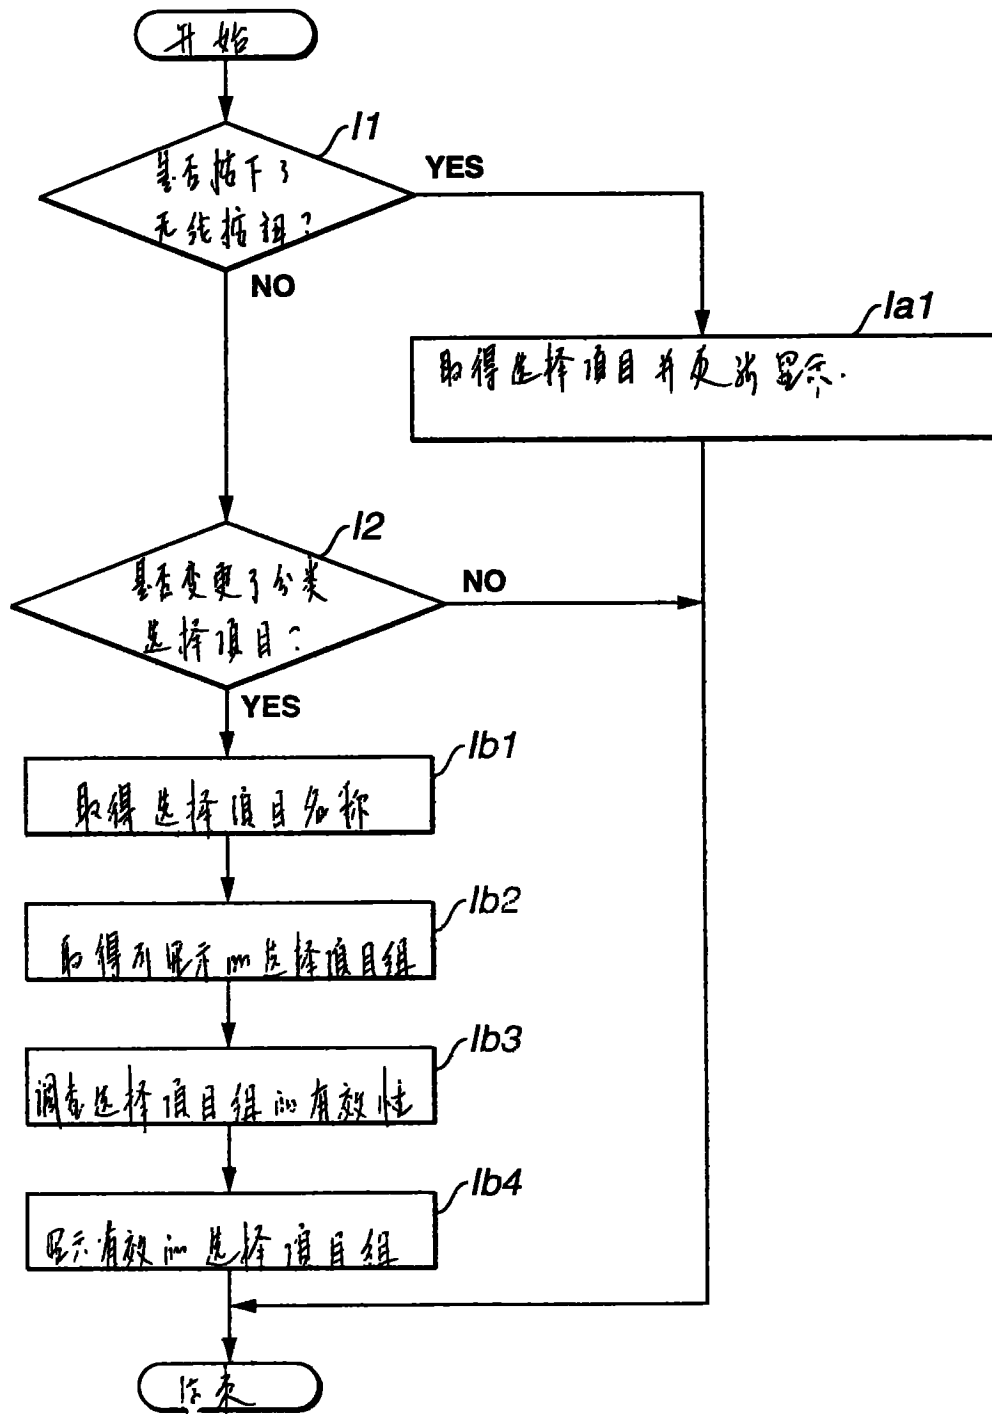 开始
I1
是否按下了
无线按钮?
YES
NO
Ia1
取得选择项目并更新显示.
I2
是否变更了分类
选择项目?
NO
YES
Ib1
取得选择项目名称
Ib2
取得所显示的选择项目组
Ib3
调查选择项目组的有效性
Ib4
显示有效的选择项目组
结束